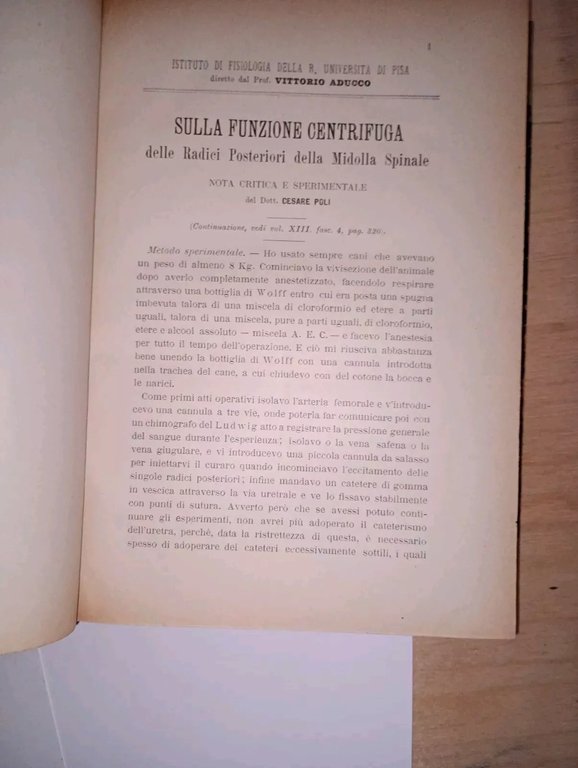 1
ISTITUTO DI FISIOLOGIA DELLA R. UNIVERSITÀ DI PISA
diretto dal Prof. VITTORIO ADUCCO
SULLA FUNZIONE CENTRIFUGA
delle Radici Posteriori della Midolla Spinale
NOTA CRITICA E SPERIMENTALE
del Dott. CESARE POLI
(Continuazione, vedi vol. XIII. fasc. 4, pag. 326).
Metodo sperimentale. — Ho usato sempre cani che avevano
un peso di almeno 8 Kg. Cominciavo la vivisezione dell'animale
dopo averlo completamente anestetizzato, facendolo respirare
attraverso una bottiglia di Wolff entro cui era posta una spugna
imbevuta talora di una miscela di cloroformio ed etere a parti
uguali, talora di una miscela, pure a parti uguali, di cloroformio,
etere e alcool assoluto — miscela A. E. C. — e facevo l'anestesia
per tutto il tempo dell'operazione. E ciò mi riusciva abbastanza
bene unendo la bottiglia di Wolff con una cannula introdotta
nella trachea del cane, a cui chiudevo con del cotone la bocca e
le narici.
Come primi atti operativi isolavo l'arteria femorale e v'introdu-
cevo una cannula a tre vie, onde poterla far comunicare poi con
un chimografo del Ludwig atto a registrare la pressione generale
del sangue durante l'esperienza; isolavo o la vena safena o la
vena giugulare, e vi introducevo una piccola cannula da salasso
per iniettarvi il curaro quando incominciavo l'eccitamento delle
singole radici posteriori; infine mandavo un catetere di gomma
in vescica attraverso la via uretrale e ve lo fissavo stabilmente
con punti di sutura. Avverto però che se avessi potuto conti-
nuare gli esperimenti, non avrei più adoperato il cateterismo
dell'uretra, perchè, data la ristrettezza di questa, è necessario
spesso di adoperare dei cateteri eccessivamente sottili, i quali